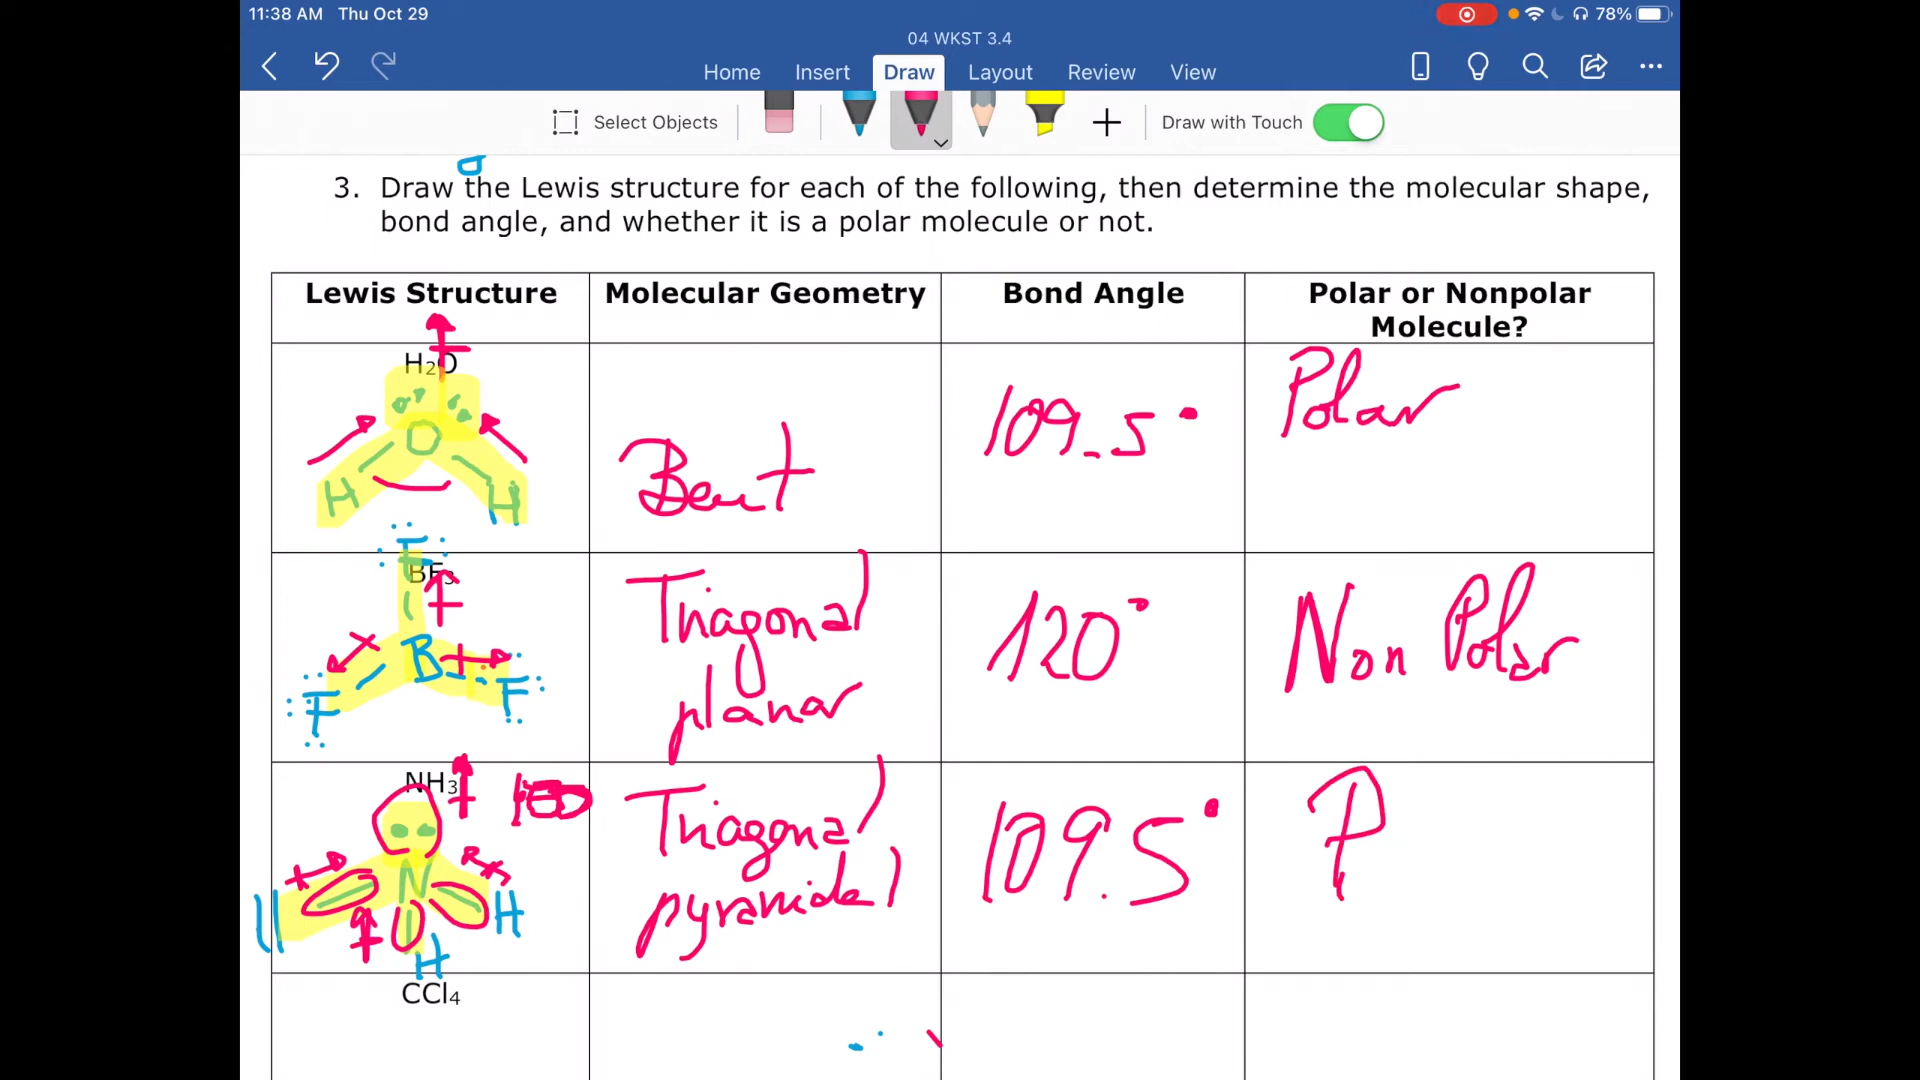 11:38 AM Thu Oct 29
78%
04 WKST 3.4
Home Insert Draw Layout Review View
Select Objects
Draw with Touch
3. Draw the Lewis structure for each of the following, then determine the molecular shape,
bond angle, and whether it is a polar molecule or not.
Lewis Structure
Molecular Geometry
Bond Angle
Polar or Nonpolar
Molecule?
H₂O
O
H H
Bent
109.5°
Polar
BF₃
F
B
F F
Triagonal
planar
120°
Non Polar
NH₃
N
H
H
Triagonal
pyramidal
109.5°
P
CCl₄